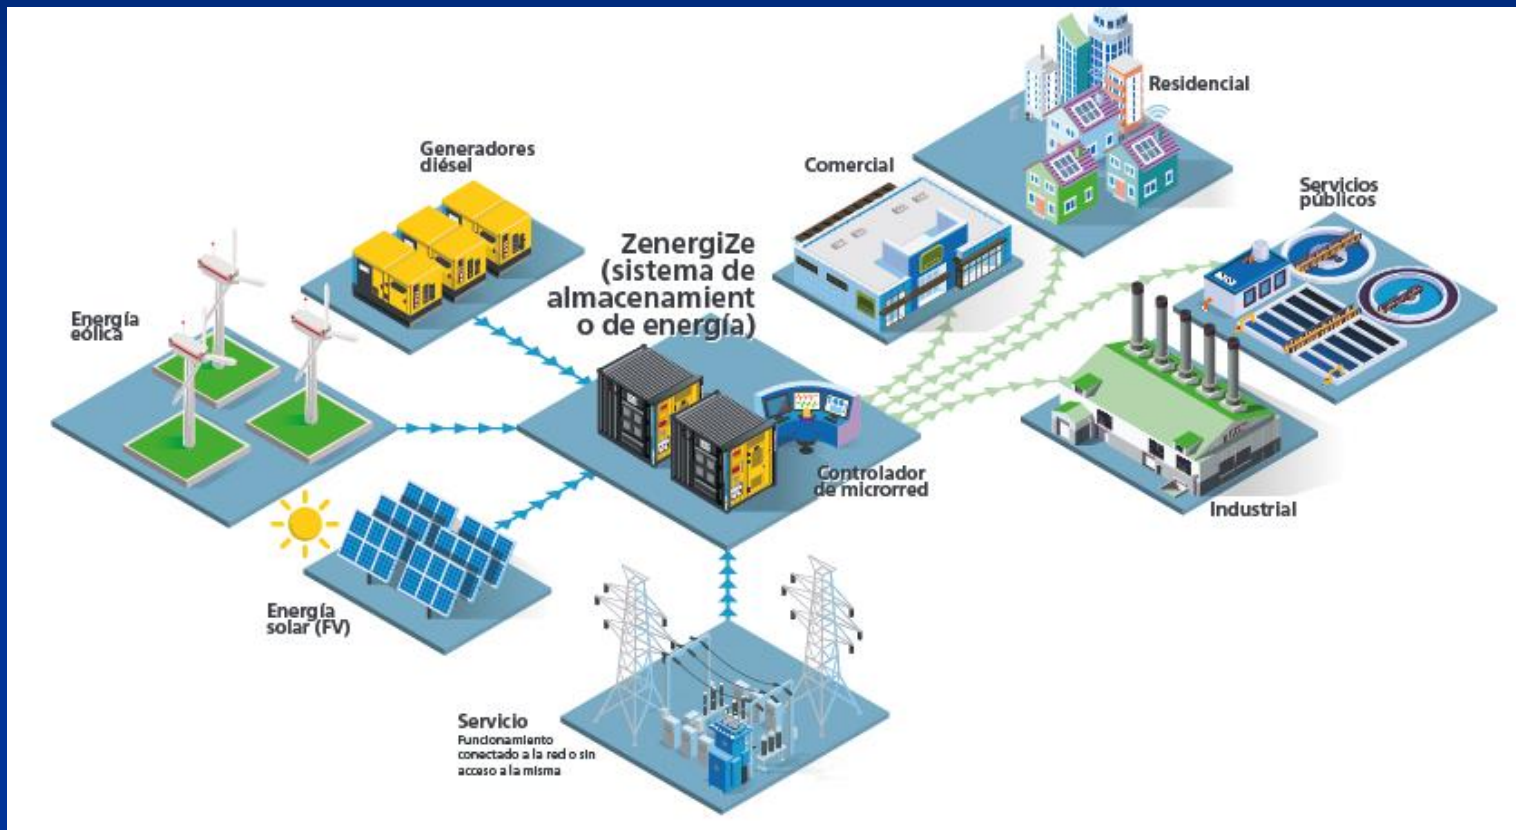 Residencial
Generadores
diésel
Comercial
Servicios
públicos
ZenergiZe
(sistema de
almacenamient
o de energía)
Energía
eólica
Controlador
de microrred
Industrial
Energía
solar (FV)
Servicio
Funcionamiento
conectado a la red o sin
acceso a la misma